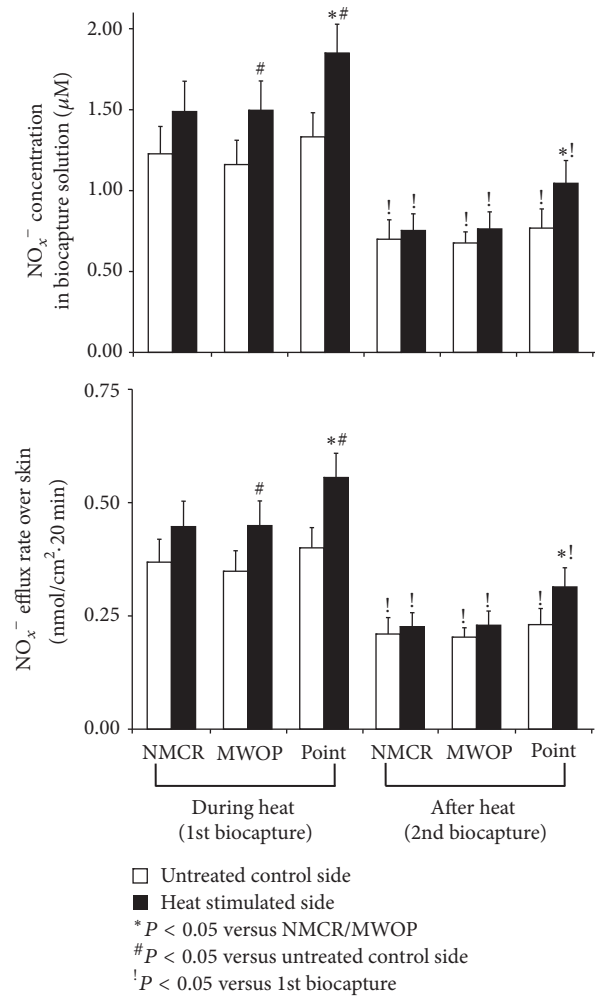 NOₓ⁻ concentration
in biocapture solution (μM)
2.00
1.50
1.00
0.50
0.00
#
*#
!
!
!
!
!
*!
NOₓ⁻ efflux rate over skin
(nmol/cm²·20 min)
0.75
0.50
0.25
0.00
#
*#
!
!
!
!
!
*!
NMCR MWOP Point NMCR MWOP Point
During heat
(1st biocapture)
After heat
(2nd biocapture)
Untreated control side
Heat stimulated side
*P < 0.05 versus NMCR/MWOP
#P < 0.05 versus untreated control side
!P < 0.05 versus 1st biocapture